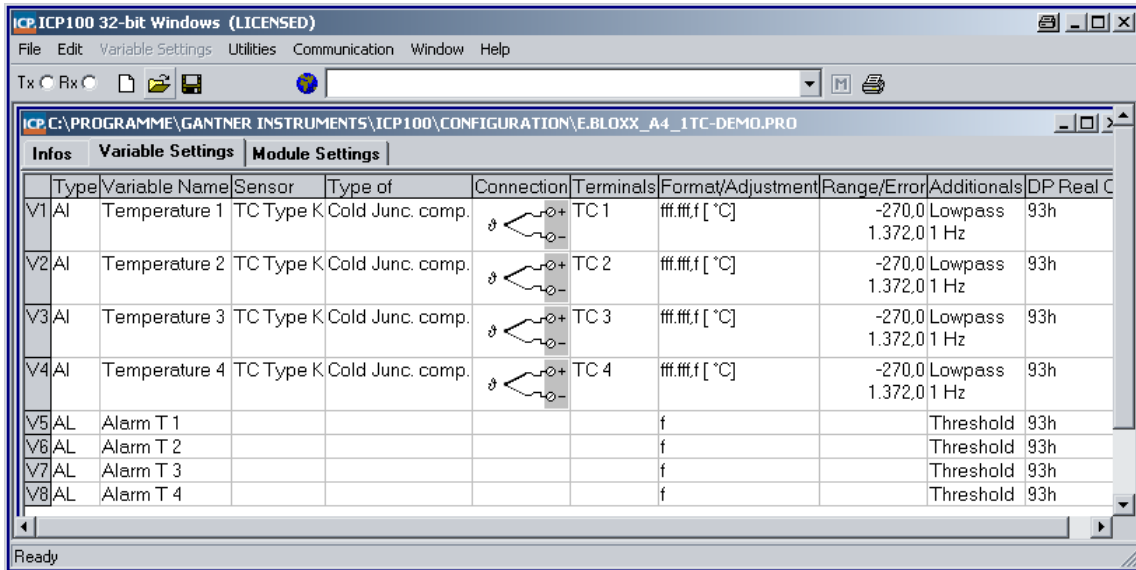 ICP. ICP100 32-bit Windows (LICENSED)
File Edit Variable Settings Utilities Communication Window Help
Tx Rx M
ICP. C:\PROGRAMME\GANTNER INSTRUMENTS\ICP100\CONFIGURATION\E.BLOXX_A4_1TC-DEMO.PRO
Infos Variable Settings Module Settings
Type Variable Name Sensor Type of Connection Terminals Format/Adjustment Range/Error Additionals DP Real C
V1 AI Temperature 1 TC Type K Cold Junc. comp. ϑ + - TC 1 fff.fff,f [ °C] -270,0 Lowpass 93h
1.372,0 1 Hz
V2 AI Temperature 2 TC Type K Cold Junc. comp. ϑ + - TC 2 fff.fff,f [ °C] -270,0 Lowpass 93h
1.372,0 1 Hz
V3 AI Temperature 3 TC Type K Cold Junc. comp. ϑ + - TC 3 fff.fff,f [ °C] -270,0 Lowpass 93h
1.372,0 1 Hz
V4 AI Temperature 4 TC Type K Cold Junc. comp. ϑ + - TC 4 fff.fff,f [ °C] -270,0 Lowpass 93h
1.372,0 1 Hz
V5 AL Alarm T 1 f Threshold 93h
V6 AL Alarm T 2 f Threshold 93h
V7 AL Alarm T 3 f Threshold 93h
V8 AL Alarm T 4 f Threshold 93h
Ready